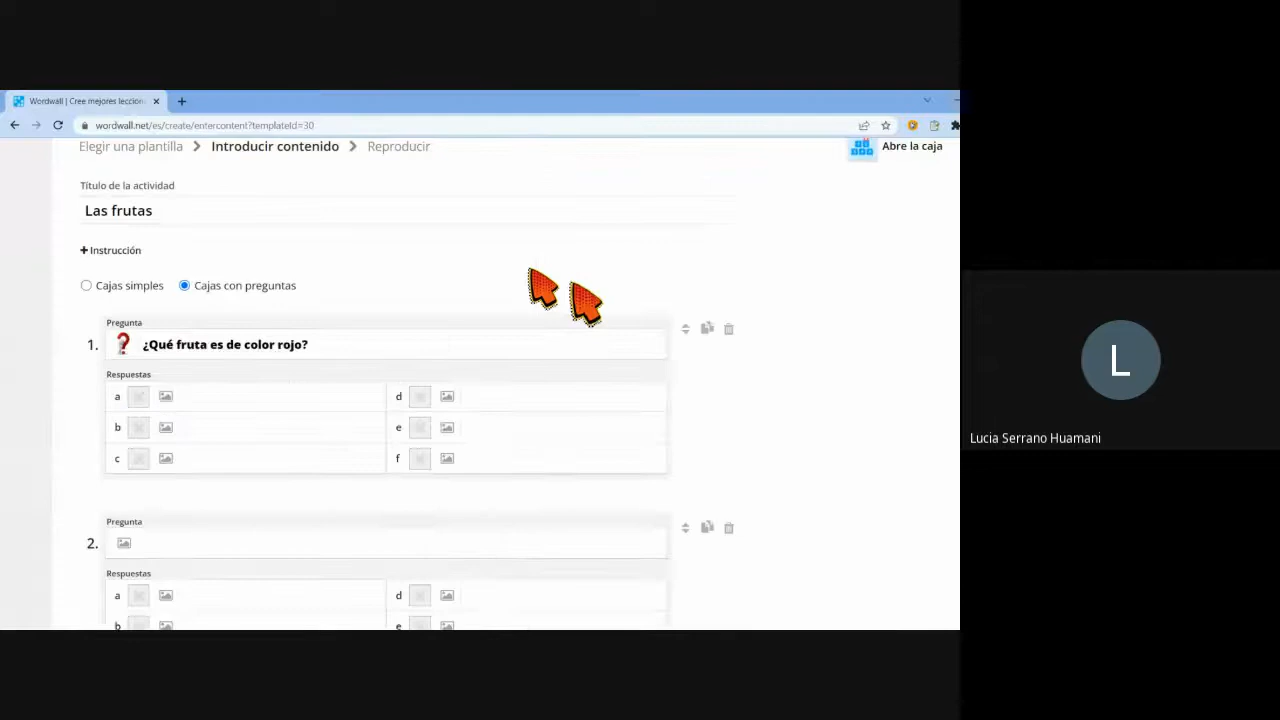 Wordwall | Cree mejores leccion
wordwall.net/es/create/entercontent?templateId=30
Elegir una plantilla > Introducir contenido > Reproducir
Abre la caja
Título de la actividad
Las frutas
+ Instrucción
Cajas simples Cajas con preguntas
Pregunta
1. ? ¿Qué fruta es de color rojo?
Respuestas
a d
b e
c f
Pregunta
2.
Respuestas
a d
b e
L
Lucia Serrano Huamani